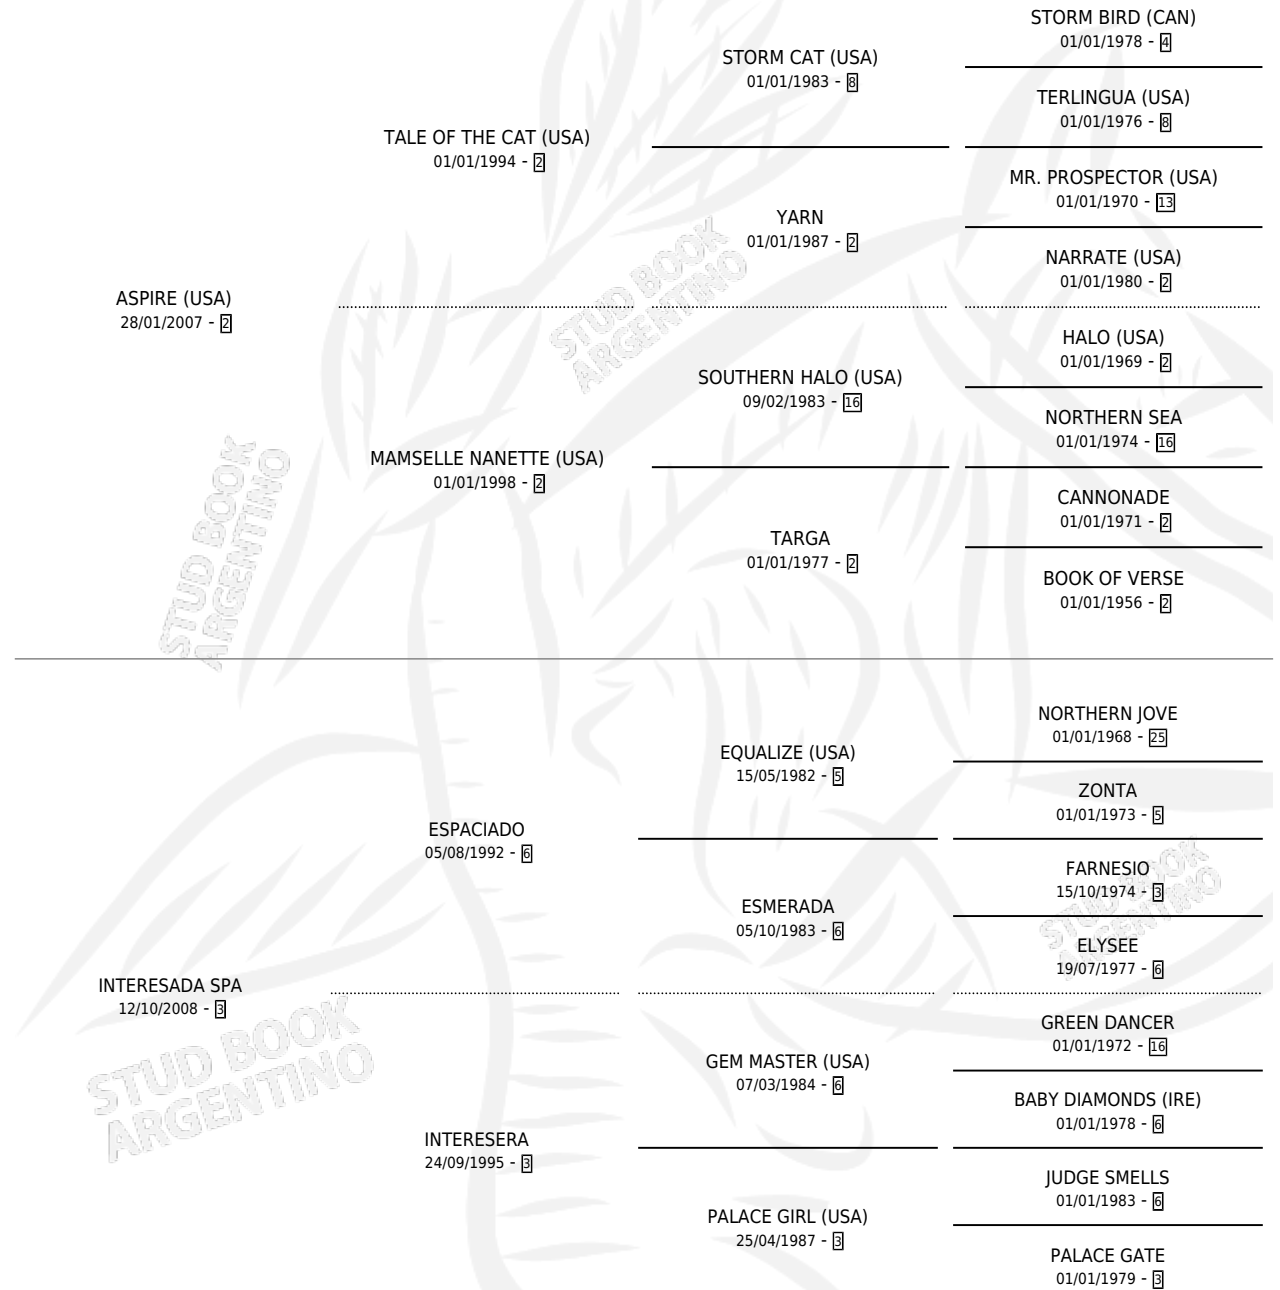 STORM BIRD (CAN)
01/01/1978 - 4
STORM CAT (USA)
01/01/1983 - 8
TERLINGUA (USA)
01/01/1976 - 8
TALE OF THE CAT (USA)
01/01/1994 - 2
MR. PROSPECTOR (USA)
01/01/1970 - 13
YARN
01/01/1987 - 2
NARRATE (USA)
01/01/1980 - 2
ASPIRE (USA)
28/01/2007 - 2
HALO (USA)
01/01/1969 - 2
SOUTHERN HALO (USA)
09/02/1983 - 16
NORTHERN SEA
01/01/1974 - 16
MAMSELLE NANETTE (USA)
01/01/1998 - 2
CANNONADE
01/01/1971 - 2
TARGA
01/01/1977 - 2
BOOK OF VERSE
01/01/1956 - 2
STUD BOOK
ARGENTINO
STUD BOOK
ARGENTINO
NORTHERN JOVE
01/01/1968 - 25
EQUALIZE (USA)
15/05/1982 - 5
ZONTA
01/01/1973 - 5
ESPACIADO
05/08/1992 - 6
FARNESIO
15/10/1974 - 3
ESMERADA
05/10/1983 - 6
ELYSEE
19/07/1977 - 6
INTERESADA SPA
12/10/2008 - 3
GREEN DANCER
01/01/1972 - 16
GEM MASTER (USA)
07/03/1984 - 6
BABY DIAMONDS (IRE)
01/01/1978 - 6
INTERESERA
24/09/1995 - 3
JUDGE SMELLS
01/01/1983 - 6
PALACE GIRL (USA)
25/04/1987 - 3
PALACE GATE
01/01/1979 - 3
STUD BOOK
ARGENTINO
STUD BOOK
ARGENTINO